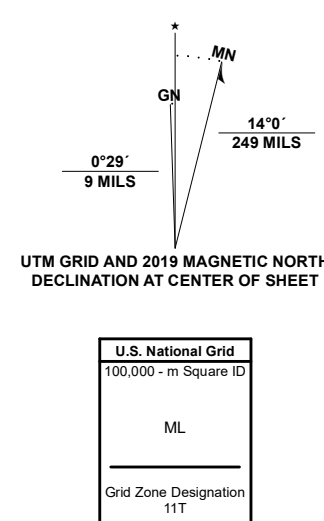 ★
MN
GN
14°0´
249 MILS
0°29´
9 MILS
UTM GRID AND 2019 MAGNETIC NORTH
DECLINATION AT CENTER OF SHEET
U.S. National Grid
100,000 - m Square ID
ML
Grid Zone Designation
11T